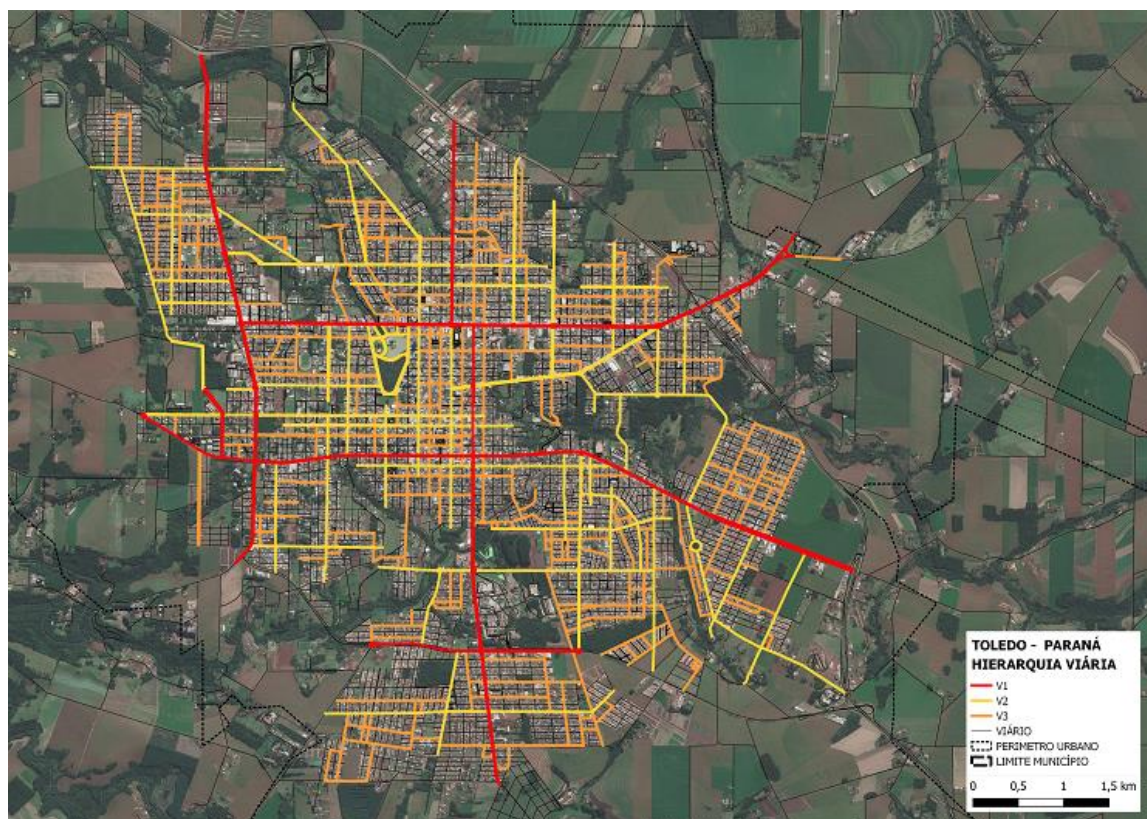 TOLEDO - PARANÁ
HIERARQUIA VIÁRIA
V1
V2
V3
VIÁRIO
PERIMETRO URBANO
LIMITE MUNICÍPIO
0 0,5 1 1,5 km